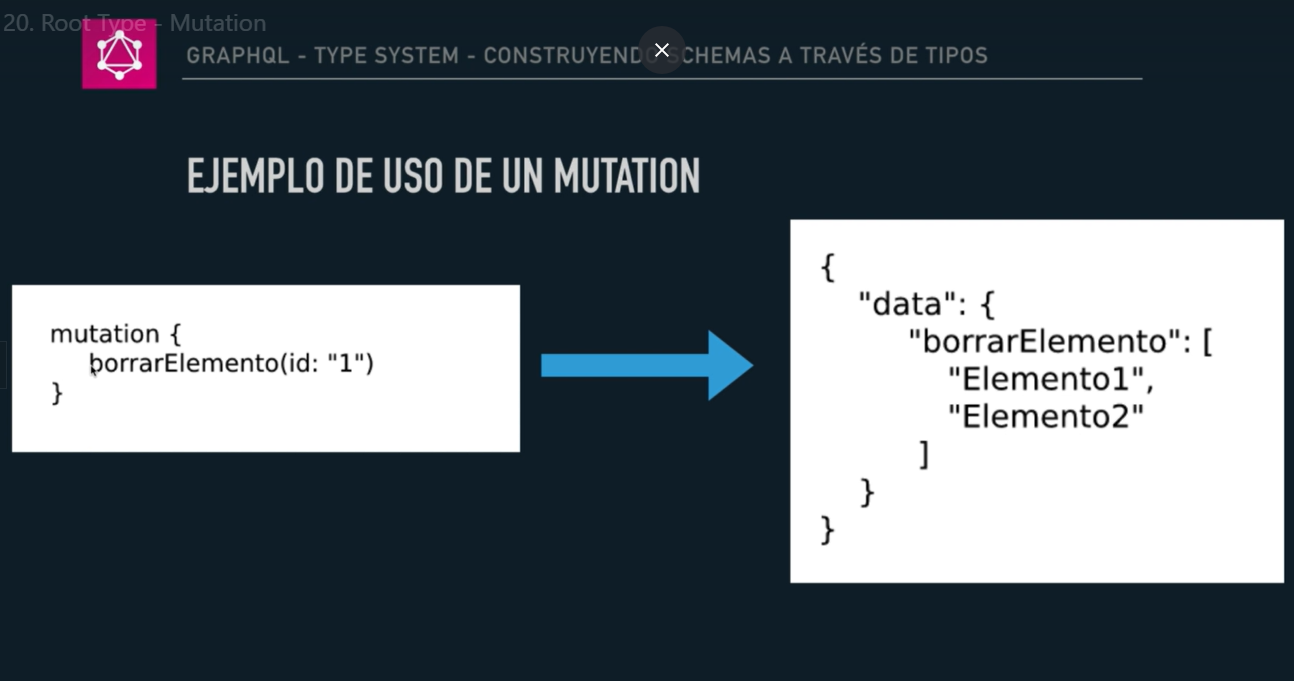 20. Root Type - Mutation
GRAPHQL - TYPE SYSTEM - CONSTRUYENDO SCHEMAS A TRAVÉS DE TIPOS
EJEMPLO DE USO DE UN MUTATION
mutation {
borrarElemento(id: "1")
}
{
"data": {
"borrarElemento": [
"Elemento1",
"Elemento2"
]
}
}